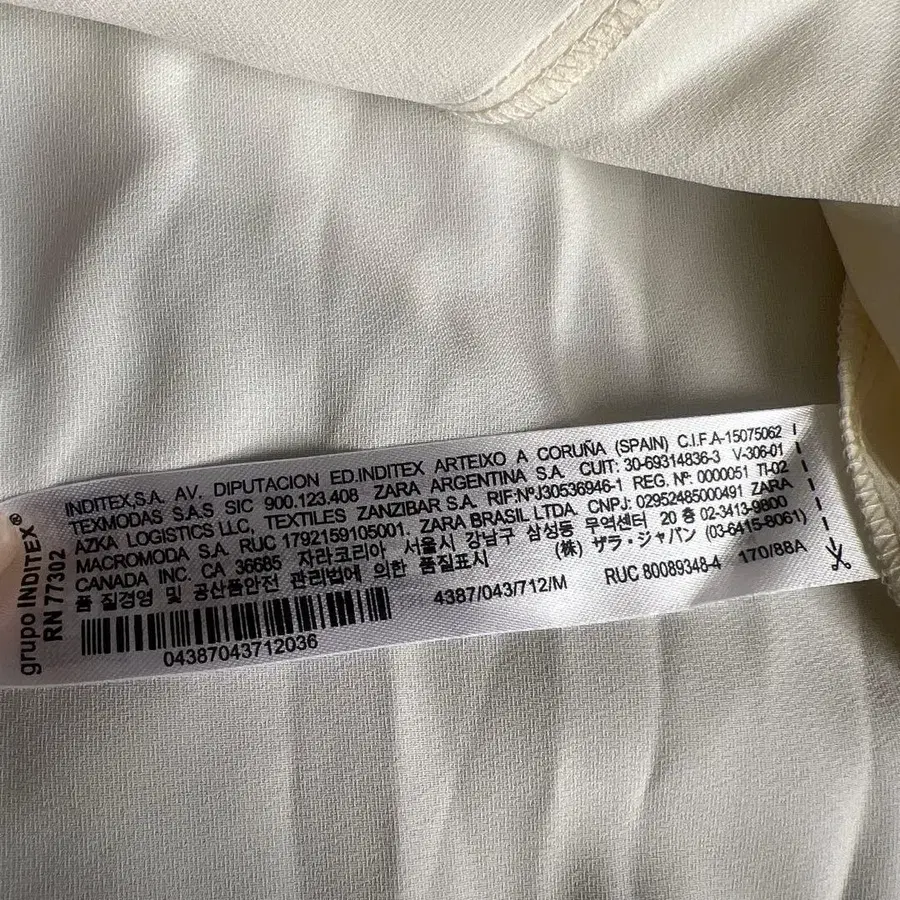 grupo INDITEX®
RN 77302
INDITEX,S.A. AV. DIPUTACION ED.INDITEX ARTEIXO A CORUÑA (SPAIN) C.I.F.A-15075062
TEXMODAS S.A.S SIC 900.123.408 ZARA ARGENTINA S.A. CUIT: 30-69314836-3 V-306-01
AZKA LOGISTICS LLC, TEXTILES ZANZIBAR S.A. RIF:NºJ30536946-1 REG. Nº: 0000051 TI-02
MACROMODA S.A. RUC 1792159105001, ZARA BRASIL LTDA. CNPJ: 02952485000491 ZARA
CANADA INC. CA 36685 자라코리아 서울시 강남구 삼성동 무역센터 20 층 02-3413-9800
품 질경영 및 공산품안전 관리법에 의한 품질표시 (株) ザラ・ジャパン (03-6415-8061)
4387/043/712/M RUC 80089348-4 170/88A
04387043712036